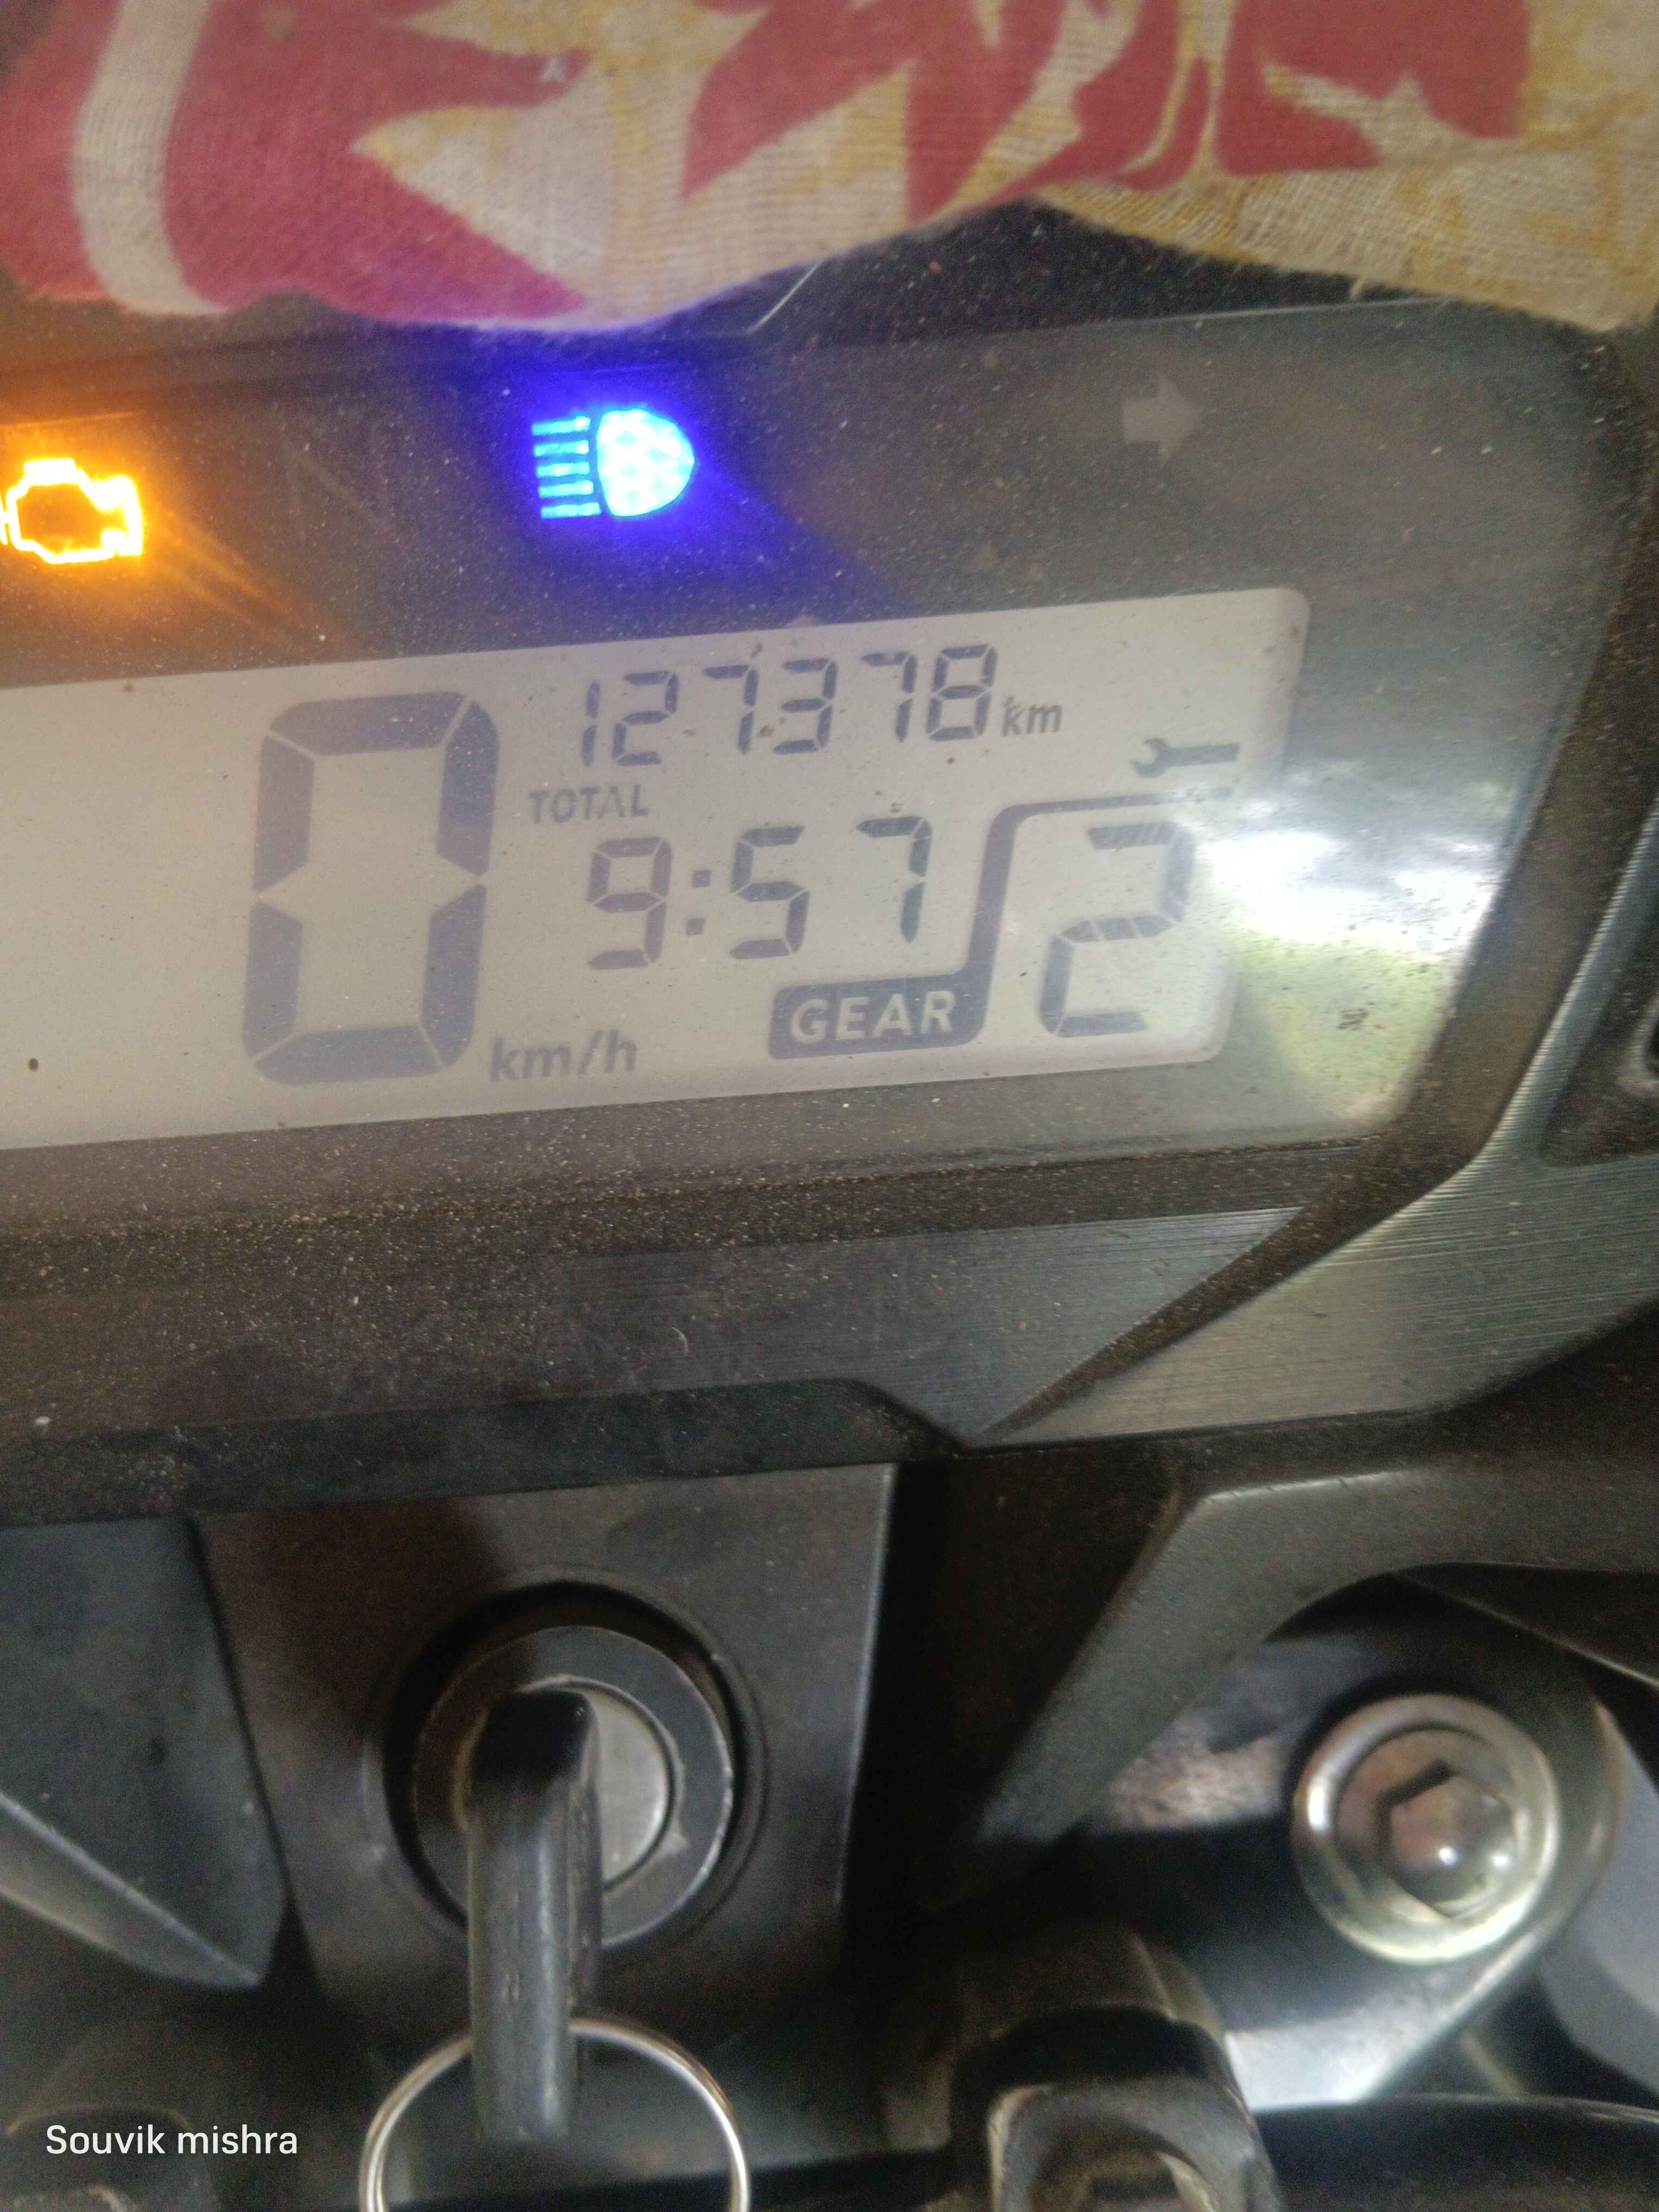 127378 km
TOTAL
9:57
0 km/h
GEAR 2
Souvik mishra